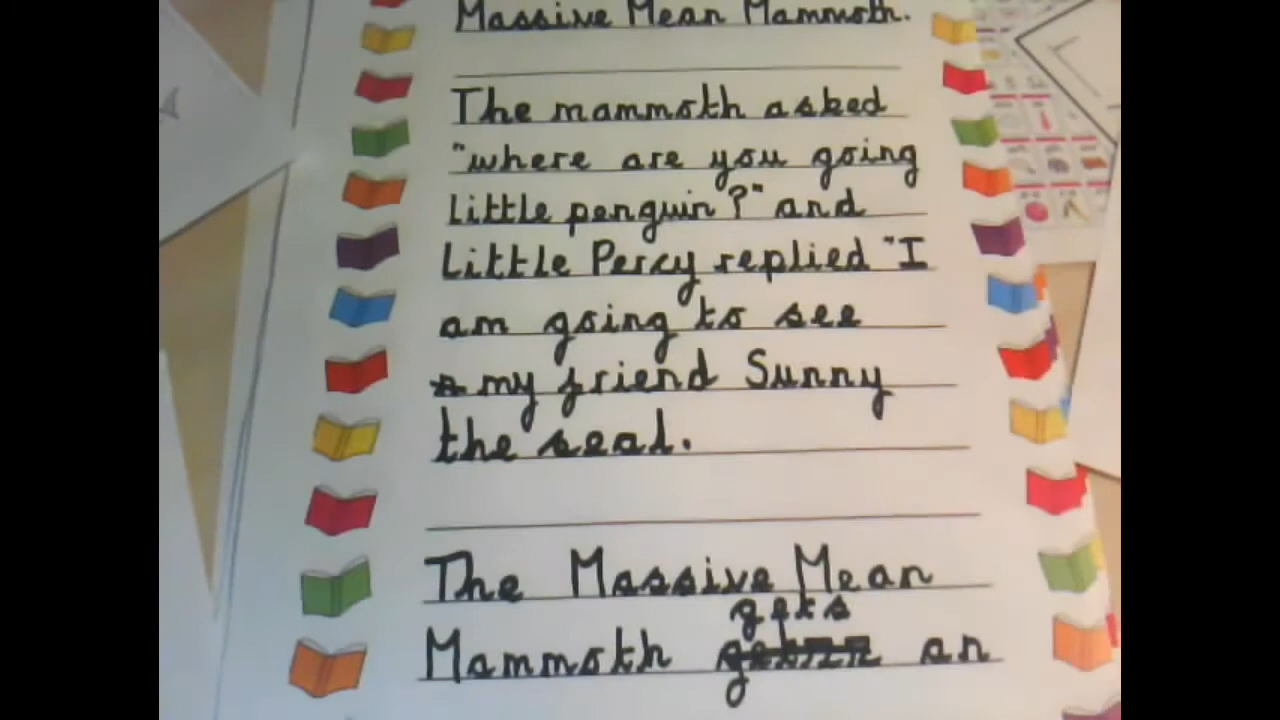 Massive Mean Mammoth.
The mammoth asked
"where are you going
little penguin?" and
Little Percy replied "I
am going to see
my friend Sunny
the seal.
The Massive Mean
gets
Mammoth an